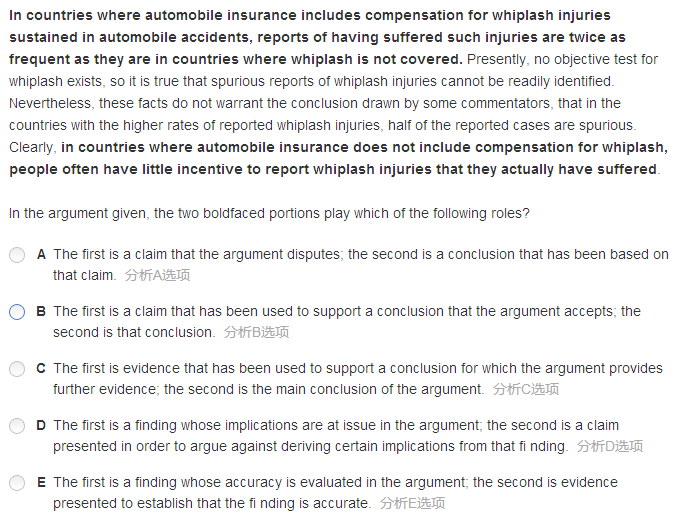 In countries where automobile insurance includes compensation for whiplash injuries
sustained in automobile accidents, reports of having suffered such injuries are twice as
frequent as they are in countries where whiplash is not covered. Presently, no objective test for
whiplash exists, so it is true that spurious reports of whiplash injuries cannot be readily identified.
Nevertheless, these facts do not warrant the conclusion drawn by some commentators, that in the
countries with the higher rates of reported whiplash injuries, half of the reported cases are spurious.
Clearly, in countries where automobile insurance does not include compensation for whiplash,
people often have little incentive to report whiplash injuries that they actually have suffered.
In the argument given, the two boldfaced portions play which of the following roles?
A The first is a claim that the argument disputes; the second is a conclusion that has been based on
that claim. 分析A选项
B The first is a claim that has been used to support a conclusion that the argument accepts; the
second is that conclusion. 分析B选项
C The first is evidence that has been used to support a conclusion for which the argument provides
further evidence; the second is the main conclusion of the argument. 分析C选项
D The first is a finding whose implications are at issue in the argument; the second is a claim
presented in order to argue against deriving certain implications from that fi nding. 分析D选项
E The first is a finding whose accuracy is evaluated in the argument; the second is evidence
presented to establish that the fi nding is accurate. 分析E选项